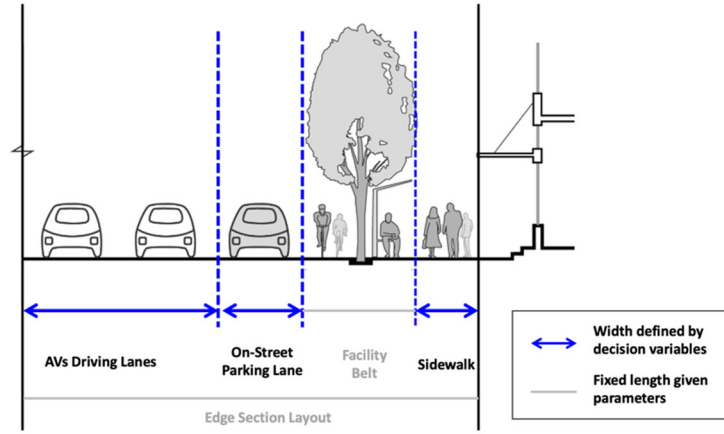 AVs Driving Lanes
On-Street
Parking Lane
Facility
Belt
Sidewalk
Edge Section Layout
Width defined by
decision variables
Fixed length given
parameters